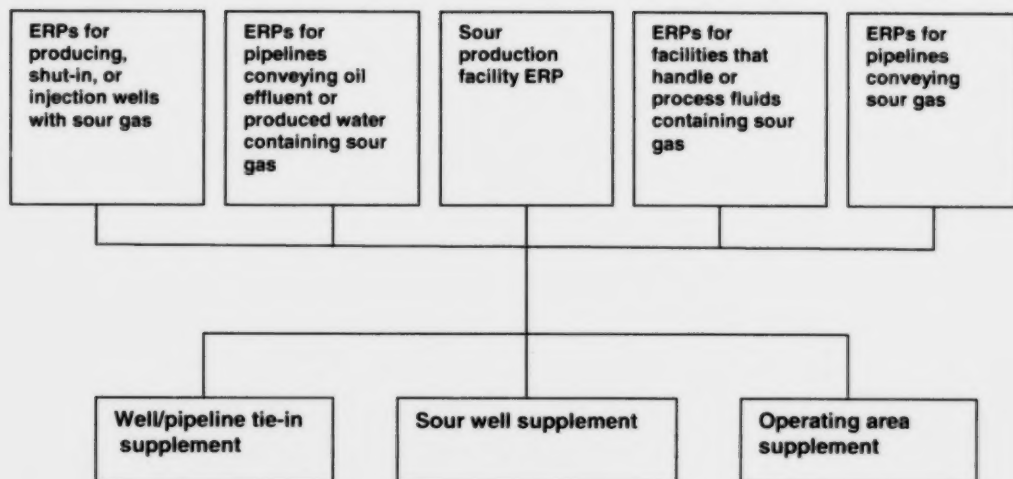 ERPs for
producing,
shut-in, or
injection wells
with sour gas
ERPs for
pipelines
conveying oil
effluent or
produced water
containing sour
gas
Sour
production
facility ERP
ERPs for
facilities that
handle or
process fluids
containing sour
gas
ERPs for
pipelines
conveying
sour gas
Well/pipeline tie-in
supplement
Sour well supplement
Operating area
supplement